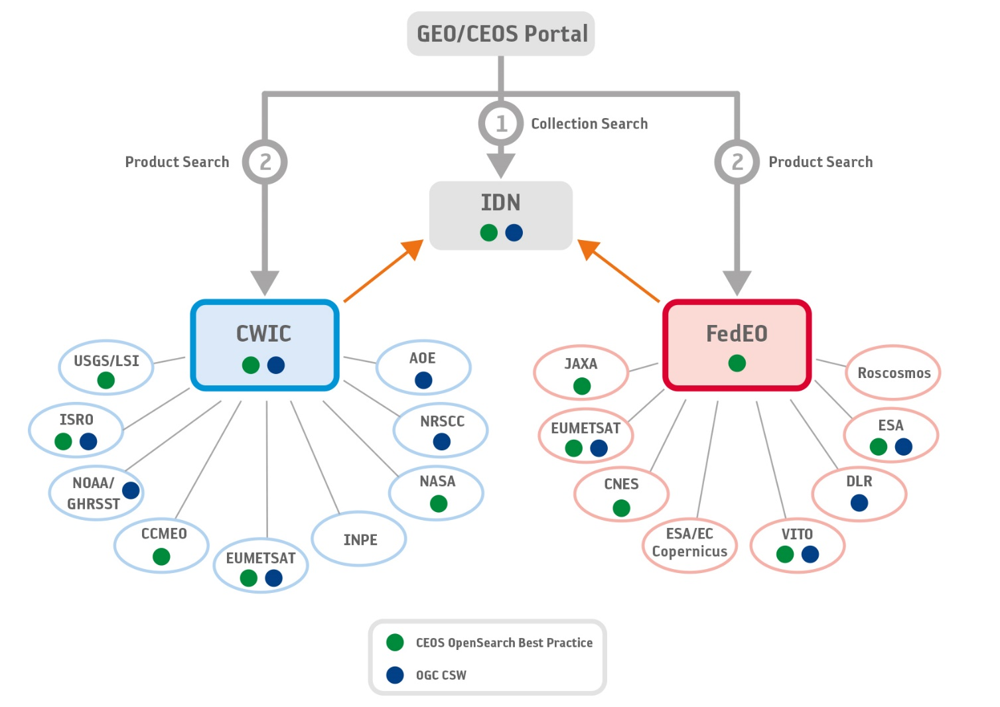 GEO/CEOS Portal
1
Collection Search
Product Search
2
2
Product Search
IDN
CWIC
FedEO
USGS/LSI
AOE
JAXA
Roscosmos
ISRO
NRSCC
EUMETSAT
ESA
NOAA/
GHRSST
NASA
CNES
DLR
CCMEO
INPE
EUMETSAT
ESA/EC
Copernicus
VITO
CEOS OpenSearch Best Practice
OGC CSW